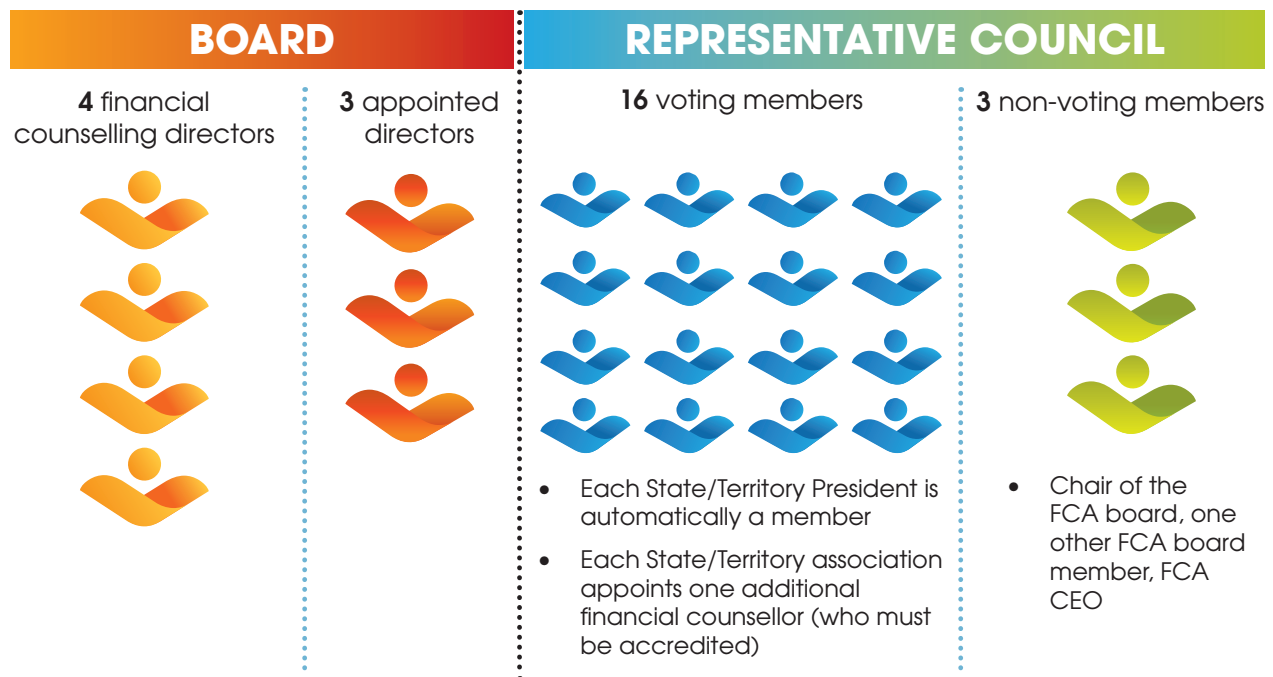 BOARD
4 financial
counselling directors
3 appointed
directors
REPRESENTATIVE COUNCIL
16 voting members
• Each State/Territory President is
automatically a member
• Each State/Territory association
appoints one additional
financial counsellor (who must
be accredited)
3 non-voting members
• Chair of the
FCA board, one
other FCA board
member, FCA
CEO